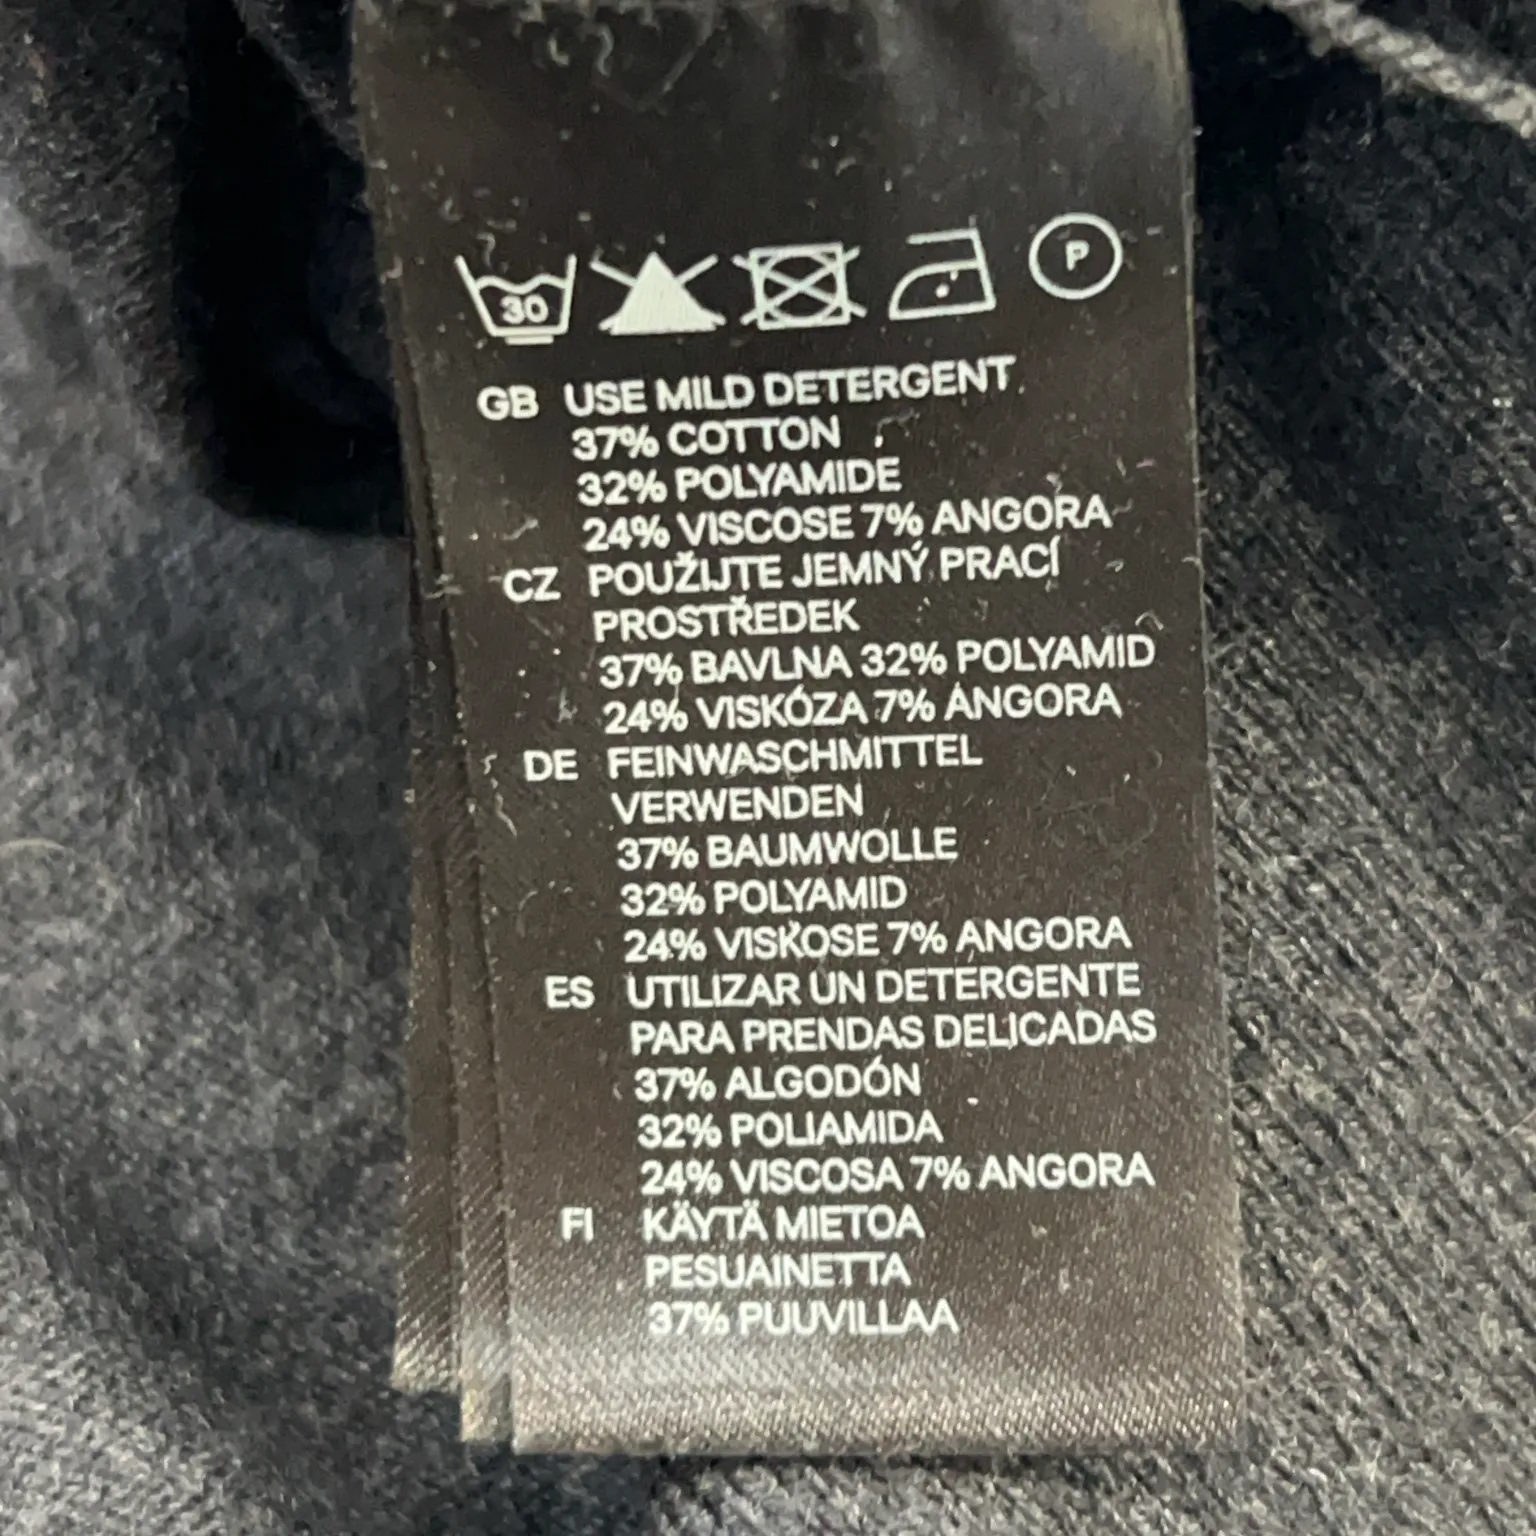 30
P
GB USE MILD DETERGENT
37% COTTON
32% POLYAMIDE
24% VISCOSE 7% ANGORA
CZ POUŽIJTE JEMNÝ PRACÍ
PROSTŘEDEK
37% BAVLNA 32% POLYAMID
24% VISKÓZA 7% ANGORA
DE FEINWASCHMITTEL
VERWENDEN
37% BAUMWOLLE
32% POLYAMID
24% VISKOSE 7% ANGORA
ES UTILIZAR UN DETERGENTE
PARA PRENDAS DELICADAS
37% ALGODÓN
32% POLIAMIDA
24% VISCOSA 7% ANGORA
FI KÄYTÄ MIETOA
PESUAINETTA
37% PUUVILLAA